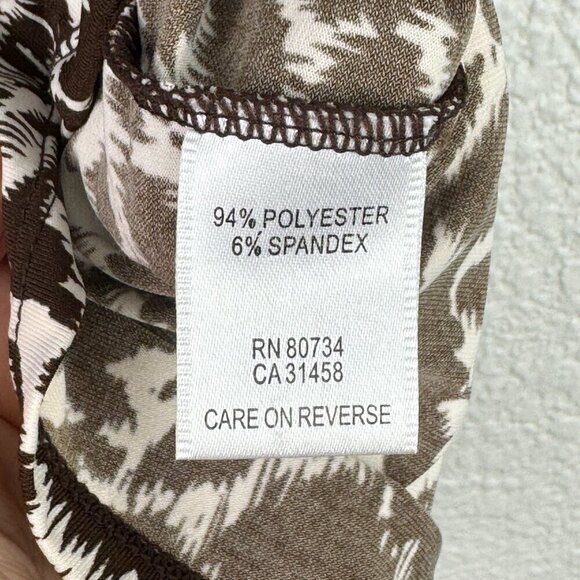 94% POLYESTER
6% SPANDEX
RN 80734
CA 31458
CARE ON REVERSE